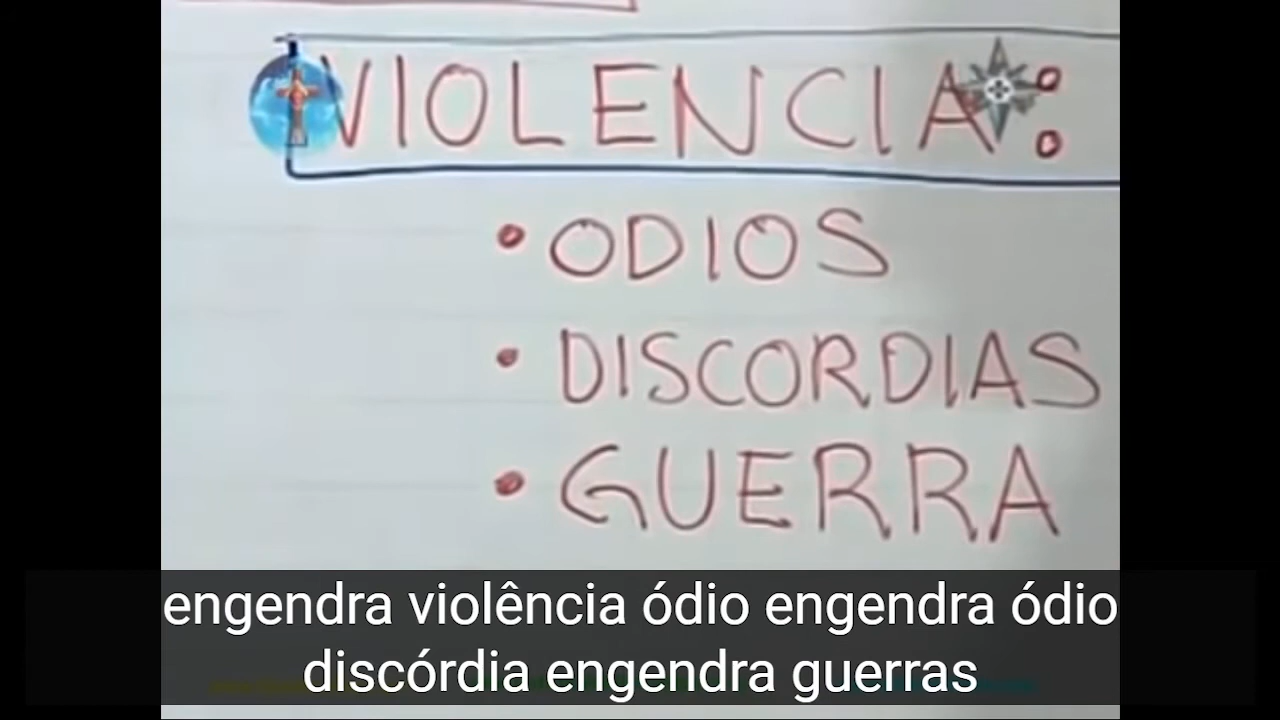 VIOLENCIA:
• ODIOS
• DISCORDIAS
• GUERRA
engendra violência ódio engendra ódio
discórdia engendra guerras